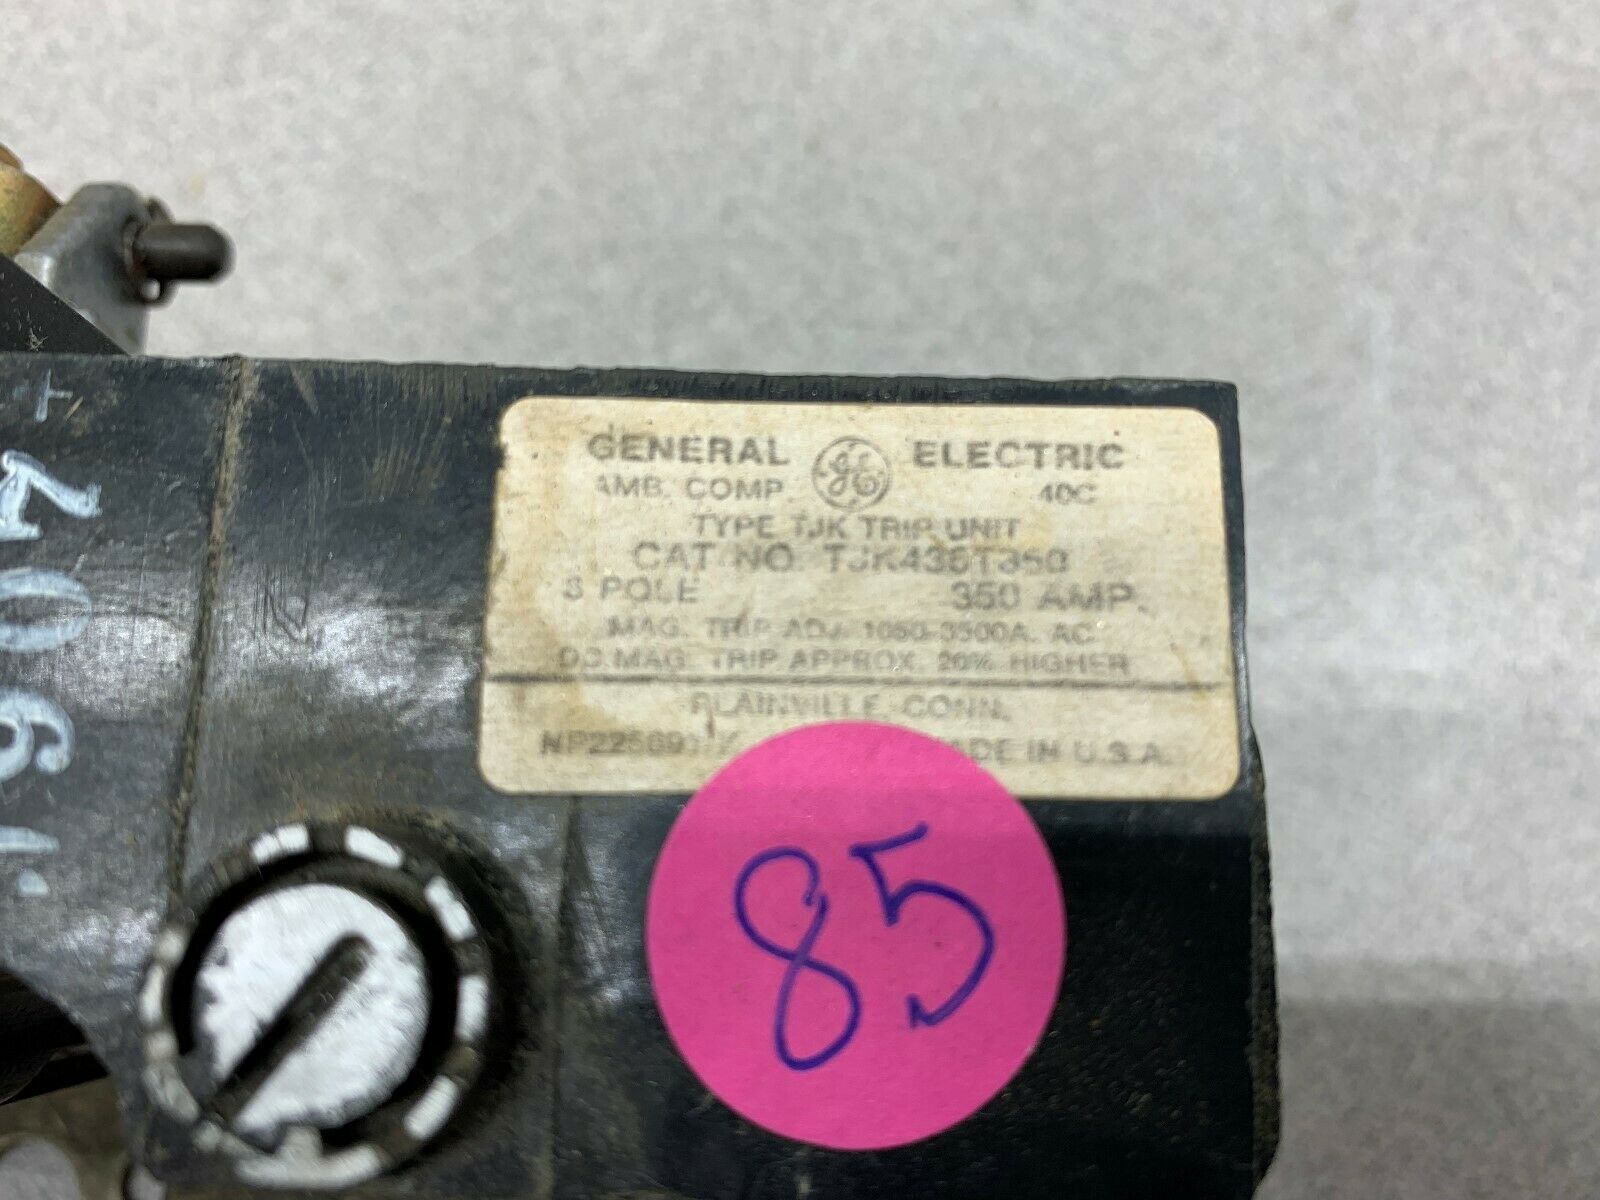 GENERAL GE ELECTRIC
AMB. COMP. 40C
TYPE TJK TRIP UNIT
CAT NO. TJK436T350
3 POLE 350 AMP.
MAG. TRIP ADJ. 1050-3500A. AC
DC MAG. TRIP APPROX. 20% HIGHER
PLAINVILLE, CONN.
MADE IN U.S.A.
85